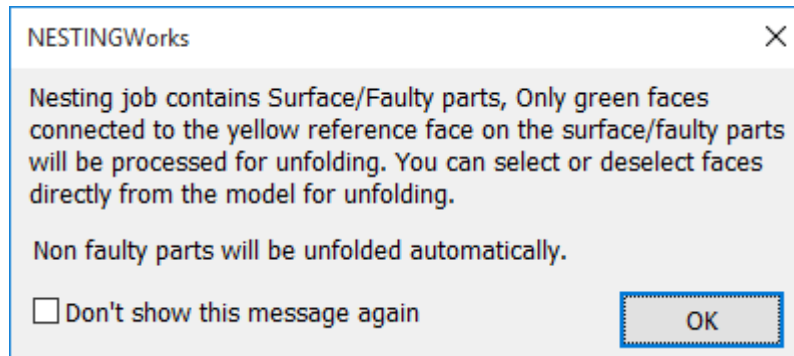 NESTINGWorks
Nesting job contains Surface/Faulty parts, Only green faces
connected to the yellow reference face on the surface/faulty parts
will be processed for unfolding. You can select or deselect faces
directly from the model for unfolding.
Non faulty parts will be unfolded automatically.
Don't show this message again
OK